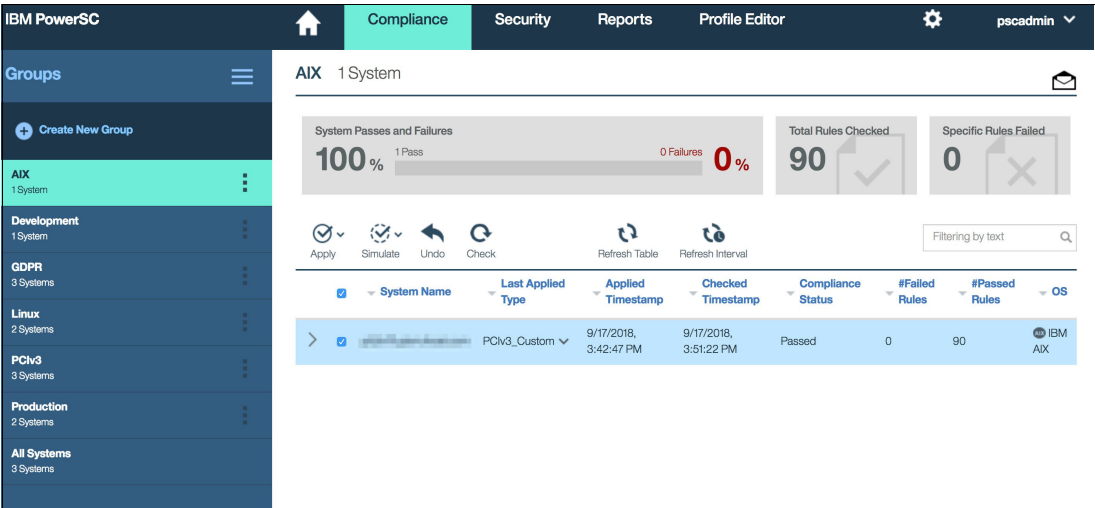 IBM PowerSC
Compliance
Security
Reports
Profile Editor
pscadmin
Groups
Create New Group
AIX
1 System
Development
1 System
GDPR
3 Systems
Linux
2 Systems
PCIv3
3 Systems
Production
2 Systems
All Systems
3 Systems
AIX 1 System
System Passes and Failures
100 % 1 Pass 0 Failures 0 %
Total Rules Checked
90
Specific Rules Failed
0
Apply
Simulate
Undo
Check
Refresh Table
Refresh Interval
Filtering by text
System Name
Last Applied
Type
Applied
Timestamp
Checked
Timestamp
Compliance
Status
#Failed
Rules
#Passed
Rules
OS
PCIv3_Custom
9/17/2018,
3:42:47 PM
9/17/2018,
3:51:22 PM
Passed
0
90
AIX IBM
AIX